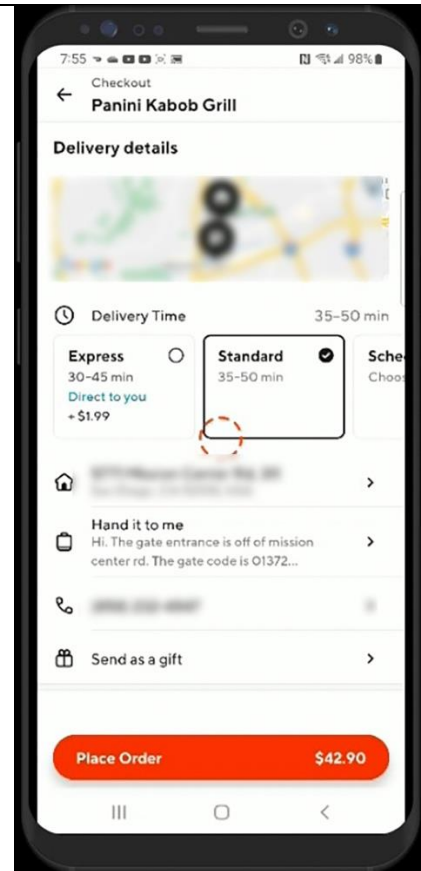 7:55
98%
Checkout
Panini Kabob Grill
Delivery details
Delivery Time
35–50 min
Express
30–45 min
Direct to you
+ $1.99
Standard
35–50 min
Sche
Choos
Hand it to me
Hi. The gate entrance is off of mission
center rd. The gate code is 01372...
Send as a gift
Place Order
$42.90